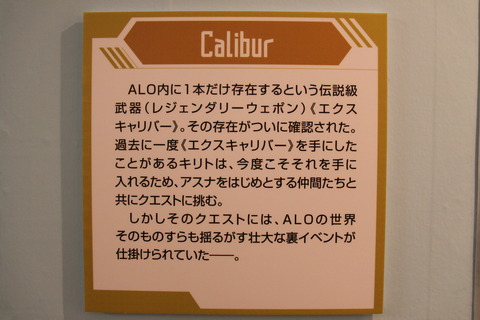 Calibur
ALO内に1本だけ存在するという伝説級
武器(レジェンダリーウェポン)《エクス
キャリバー》。その存在がついに確認された。
過去に一度《エクスキャリバー》を手にした
ことがあるキリトは、今度こそそれを手に
入れるため、アスナをはじめとする仲間たちと
共にクエストに挑む。
しかしそのクエストには、ALOの世界
そのものすらも揺るがす壮大な裏イベントが
仕掛けられていた――。